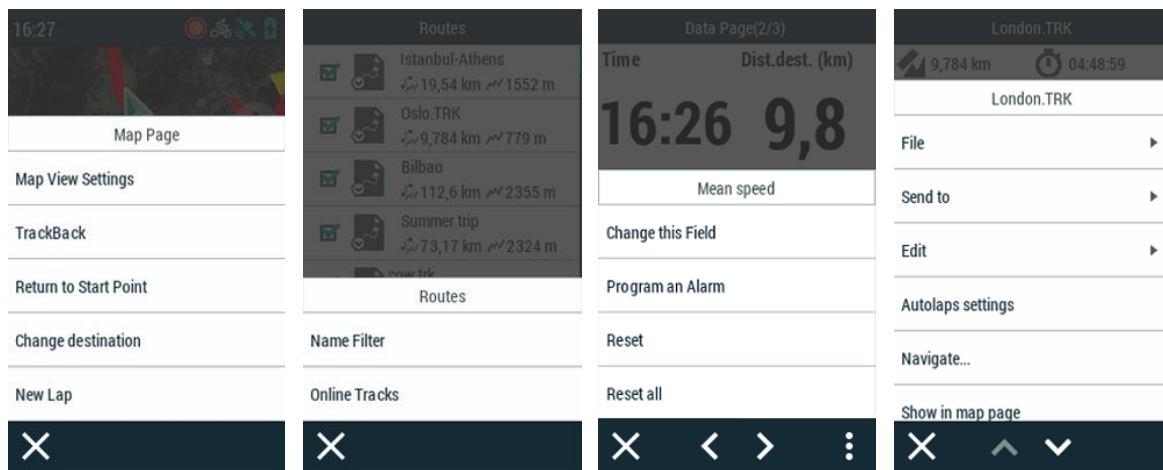 16:27
Map Page
Map View Settings
TrackBack
Return to Start Point
Change destination
New Lap
Routes
Istanbul-Athens
19,54 km 1552 m
Oslo.TRK
9,784 km 779 m
Bilbao
112,6 km 2355 m
Summer trip
73,17 km 2324 m
cow.trk
Routes
Name Filter
Online Tracks
Data Page(2/3)
Time Dist.dest. (km)
16:26 9,8
Mean speed
Change this Field
Program an Alarm
Reset
Reset all
London.TRK
9,784 km 04:48:59
London.TRK
File
Send to
Edit
Autolaps settings
Navigate...
Show in map page